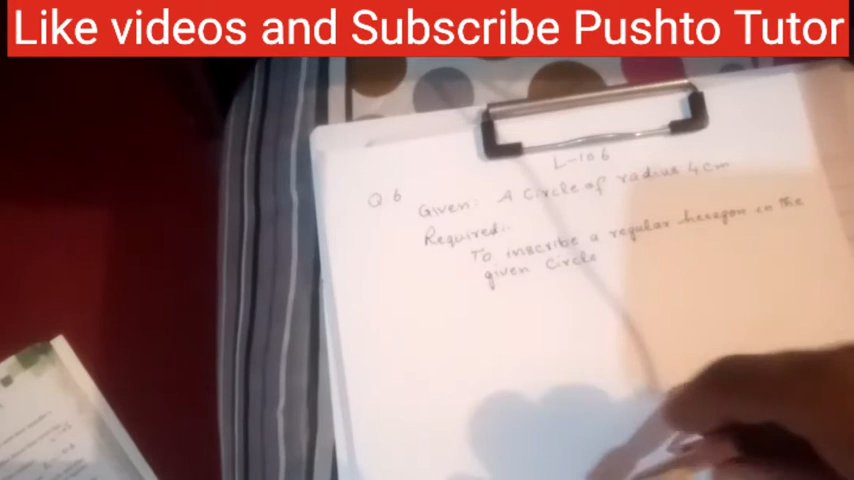 Like videos and Subscribe Pushto Tutor
L-106
Q.6 Given: A Circle of radius 4cm
Required:
To inscribe a regular hexagon in the
given Circle